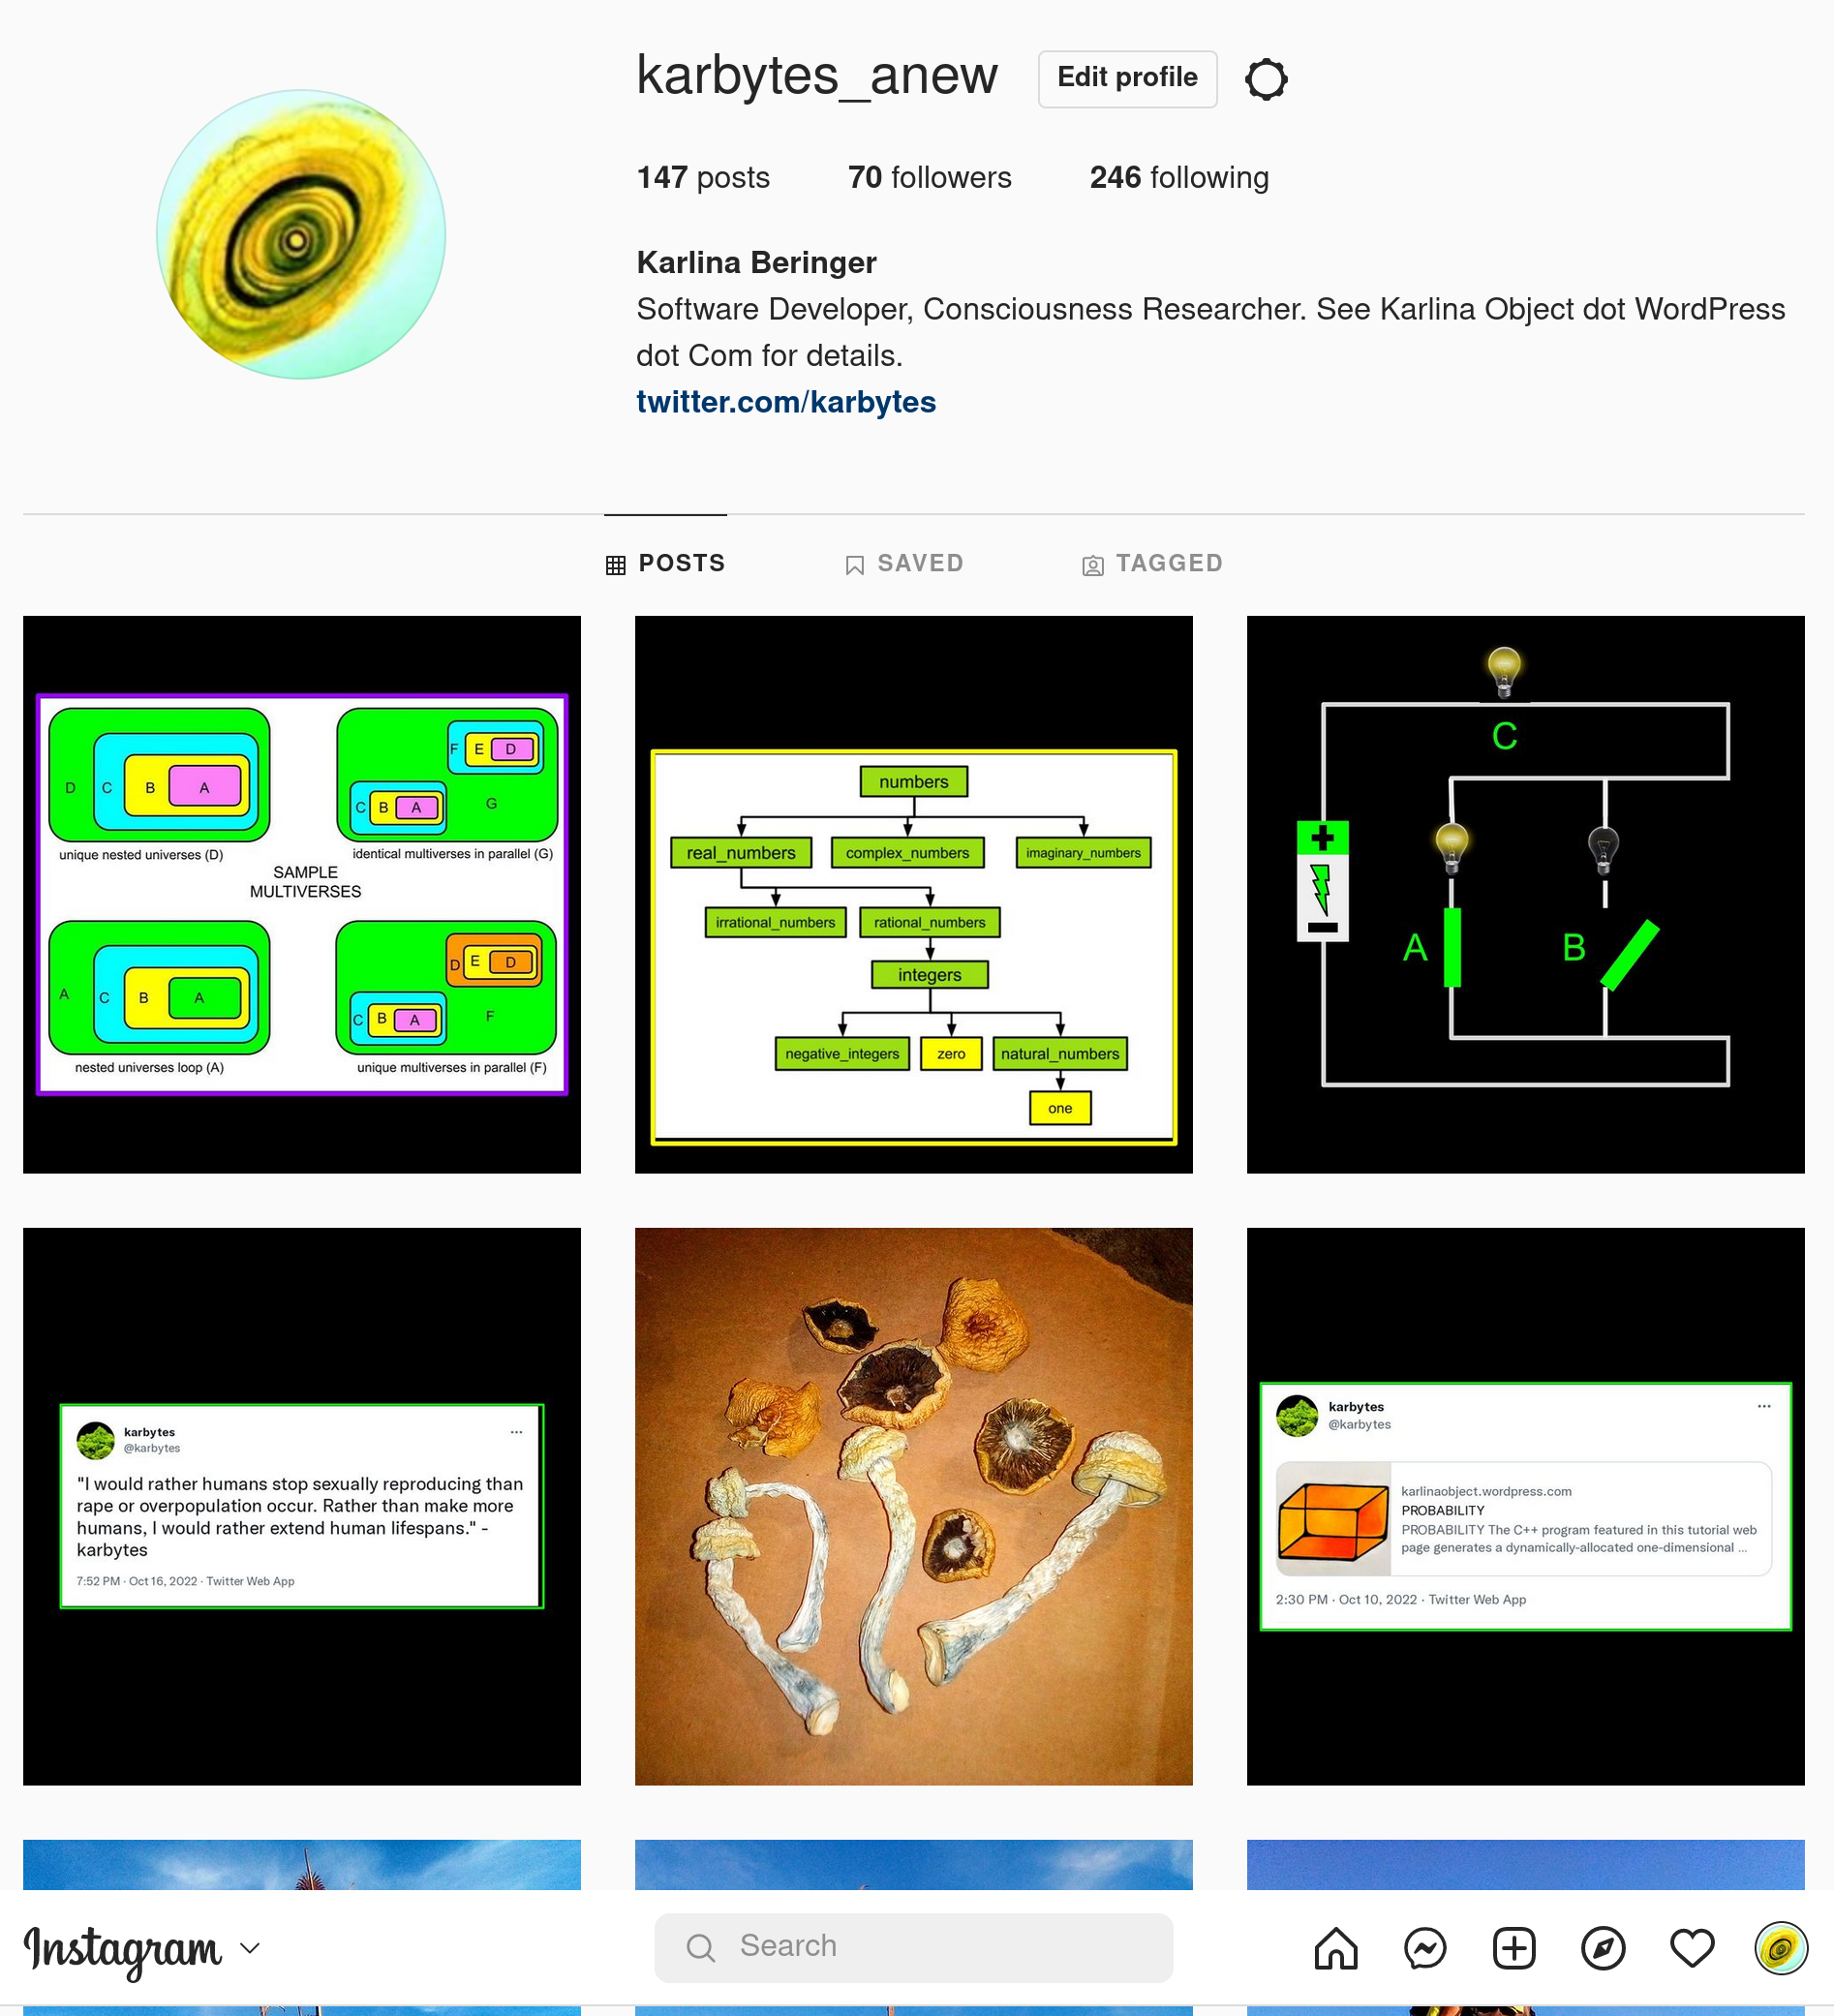 karbytes_anew Edit profile
147 posts 70 followers 246 following
Karlina Beringer
Software Developer, Consciousness Researcher. See Karlina Object dot WordPress
dot Com for details.
twitter.com/karbytes
POSTS SAVED TAGGED
D C B A
F E D
C B A G
unique nested universes (D)
identical multiverses in parallel (G)
SAMPLE
MULTIVERSES
A C B A
D E D
C B A F
nested universes loop (A)
unique multiverses in parallel (F)
numbers
real_numbers complex_numbers imaginary_numbers
irrational_numbers rational_numbers
integers
negative_integers zero natural_numbers
one
C
A B
karbytes
@karbytes
"I would rather humans stop sexually reproducing than
rape or overpopulation occur. Rather than make more
humans, I would rather extend human lifespans." -
karbytes
7:52 PM · Oct 16, 2022 · Twitter Web App
karbytes
@karbytes
karlinaobject.wordpress.com
PROBABILITY
PROBABILITY The C++ program featured in this tutorial web
page generates a dynamically-allocated one-dimensional ...
2:30 PM · Oct 10, 2022 · Twitter Web App
Instagram Search